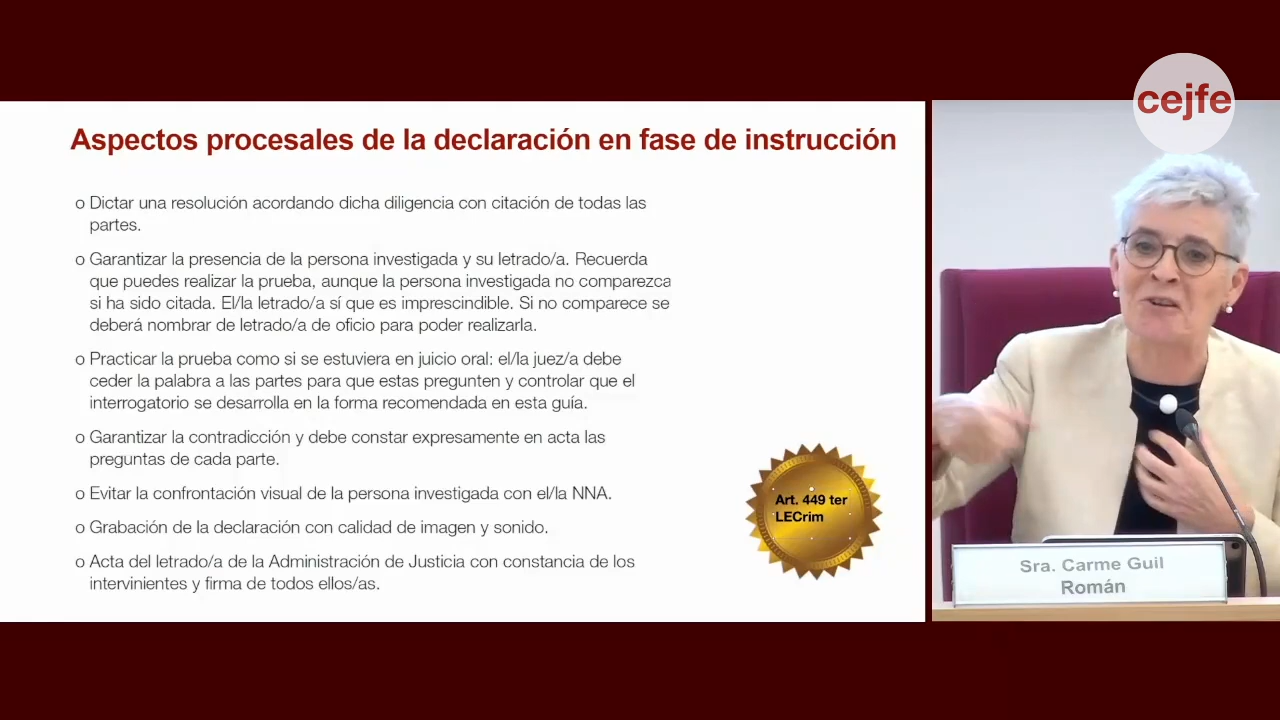 cejfe
Aspectos procesales de la declaración en fase de instrucción
o Dictar una resolución acordando dicha diligencia con citación de todas las
partes.
o Garantizar la presencia de la persona investigada y su letrado/a. Recuerda
que puedes realizar la prueba, aunque la persona investigada no comparezca
si ha sido citada. El/la letrado/a sí que es imprescindible. Si no comparece se
deberá nombrar de letrado/a de oficio para poder realizarla.
o Practicar la prueba como si se estuviera en juicio oral: el/la juez/a debe
ceder la palabra a las partes para que estas pregunten y controlar que el
interrogatorio se desarrolla en la forma recomendada en esta guía.
o Garantizar la contradicción y debe constar expresamente en acta las
preguntas de cada parte.
o Evitar la confrontación visual de la persona investigada con el/la NNA.
o Grabación de la declaración con calidad de imagen y sonido.
o Acta del letrado/a de la Administración de Justicia con constancia de los
intervinientes y firma de todos ellos/as.
Art. 449 ter
LECrim
Sra. Carme Guil
Román